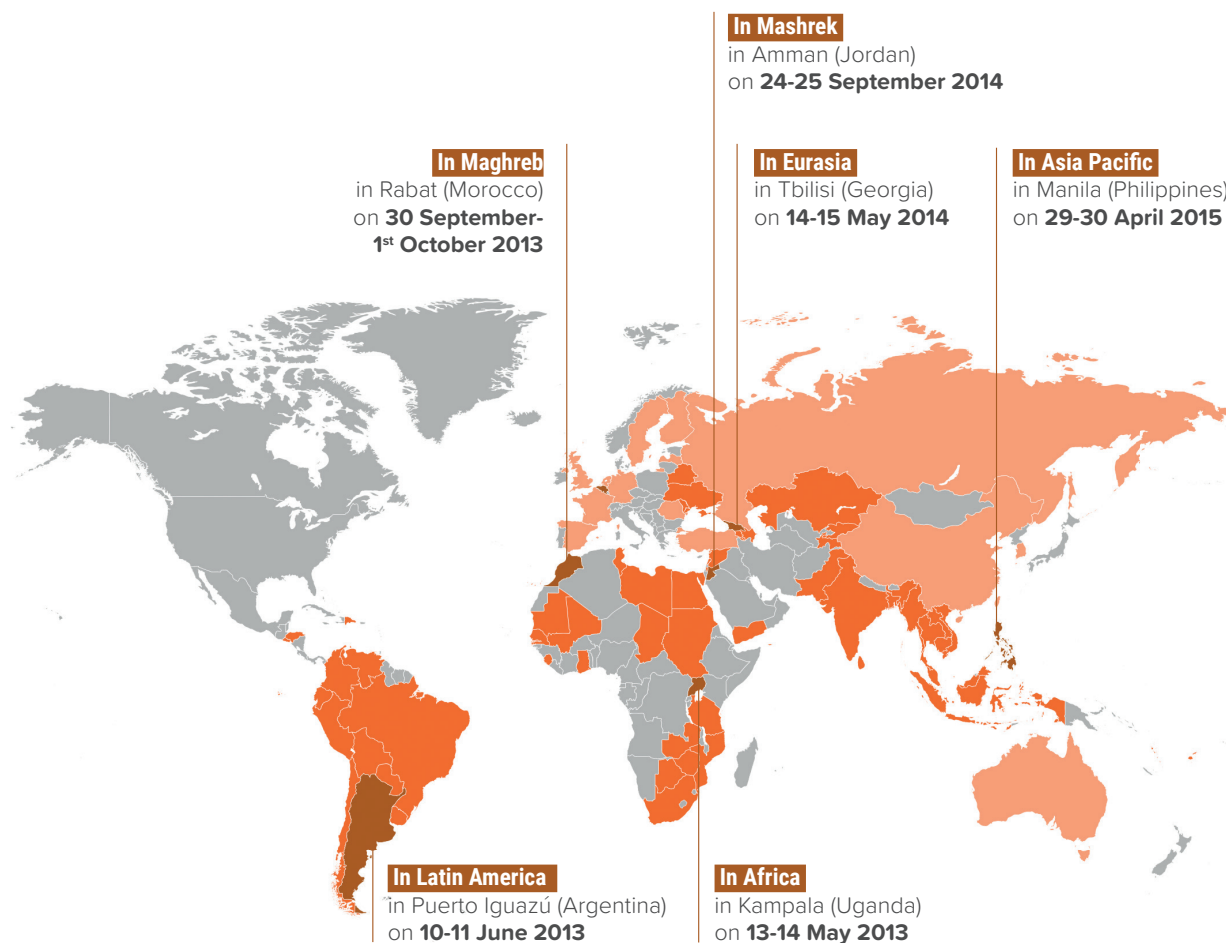 In Mashrek
in Amman (Jordan)
on 24-25 September 2014
In Maghreb
in Rabat (Morocco)
on 30 September-
1st October 2013
In Eurasia
in Tbilisi (Georgia)
on 14-15 May 2014
In Asia Pacific
in Manila (Philippines)
on 29-30 April 2015
In Latin America
in Puerto Iguazú (Argentina)
on 10-11 June 2013
In Africa
in Kampala (Uganda)
on 13-14 May 2013